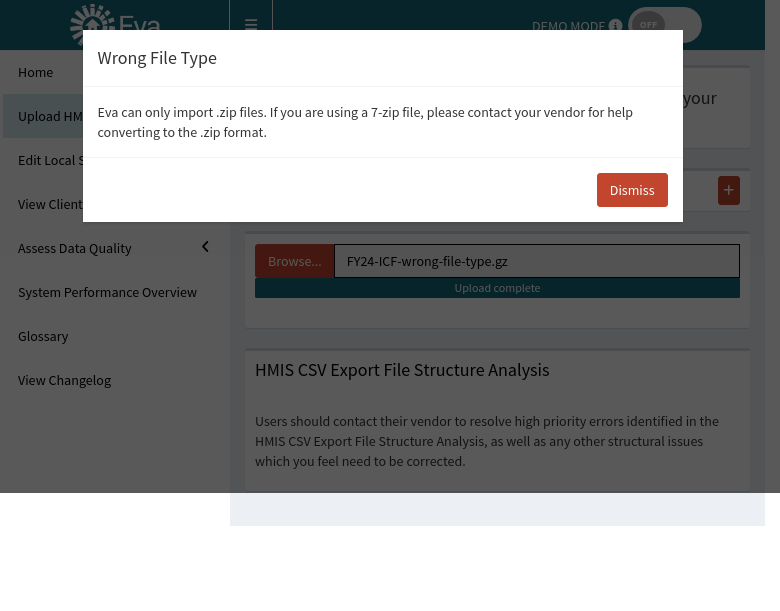 Eva
DEMO MODE
OFF
Wrong File Type
Eva can only import .zip files. If you are using a 7-zip file, please contact your vendor for help
converting to the .zip format.
Dismiss
Home
Upload HM
Edit Local S
View Client
Assess Data Quality
System Performance Overview
Glossary
View Changelog
your
+
Browse...
FY24-ICF-wrong-file-type.gz
Upload complete
HMIS CSV Export File Structure Analysis
Users should contact their vendor to resolve high priority errors identified in the
HMIS CSV Export File Structure Analysis, as well as any other structural issues
which you feel need to be corrected.